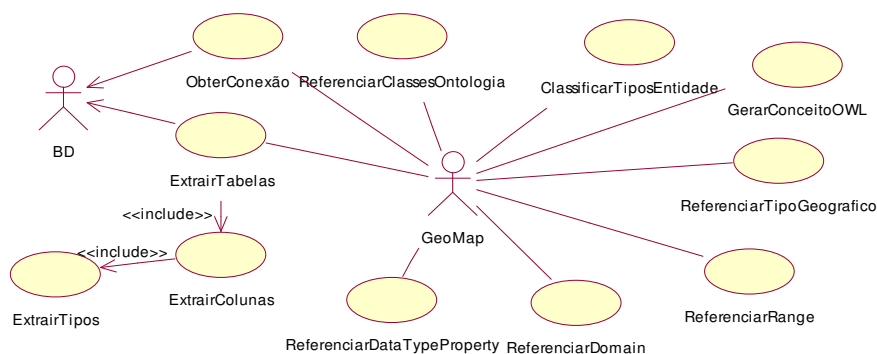 ObterConexão
ReferenciarClassesOntologia
ClassificarTiposEntidade
GerarConceitoOWL
BD
ExtrairTabelas
ReferenciarTipoGeografico
<<include>>
GeoMap
<<include>>
ExtrairColunas
ExtrairTipos
ReferenciarRange
ReferenciarDataTypeProperty
ReferenciarDomain